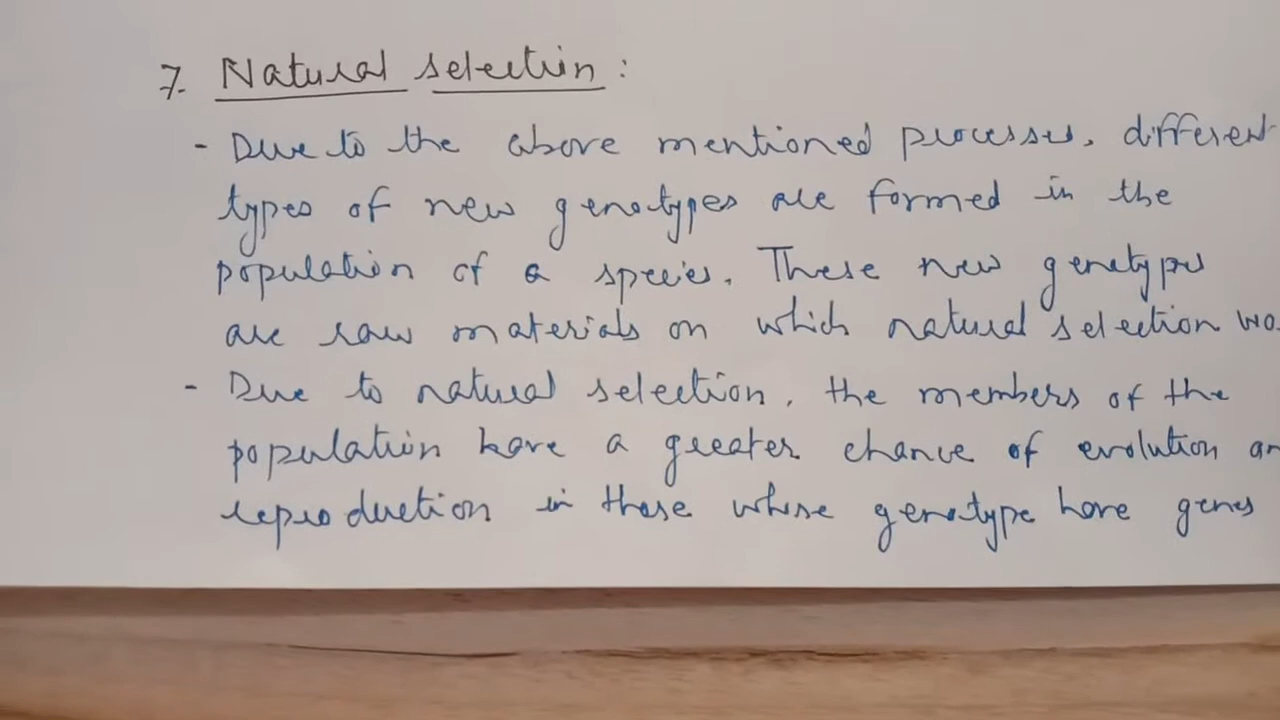 7. Natural selection :
- Due to the above mentioned processes, different
types of new genotypes are formed in the
population of a species. These new genotypes
are raw materials on which natural selection wo
- Due to natural selection, the members of the
population have a greater chance of evolution an
reproduction in those whose genotype have genes